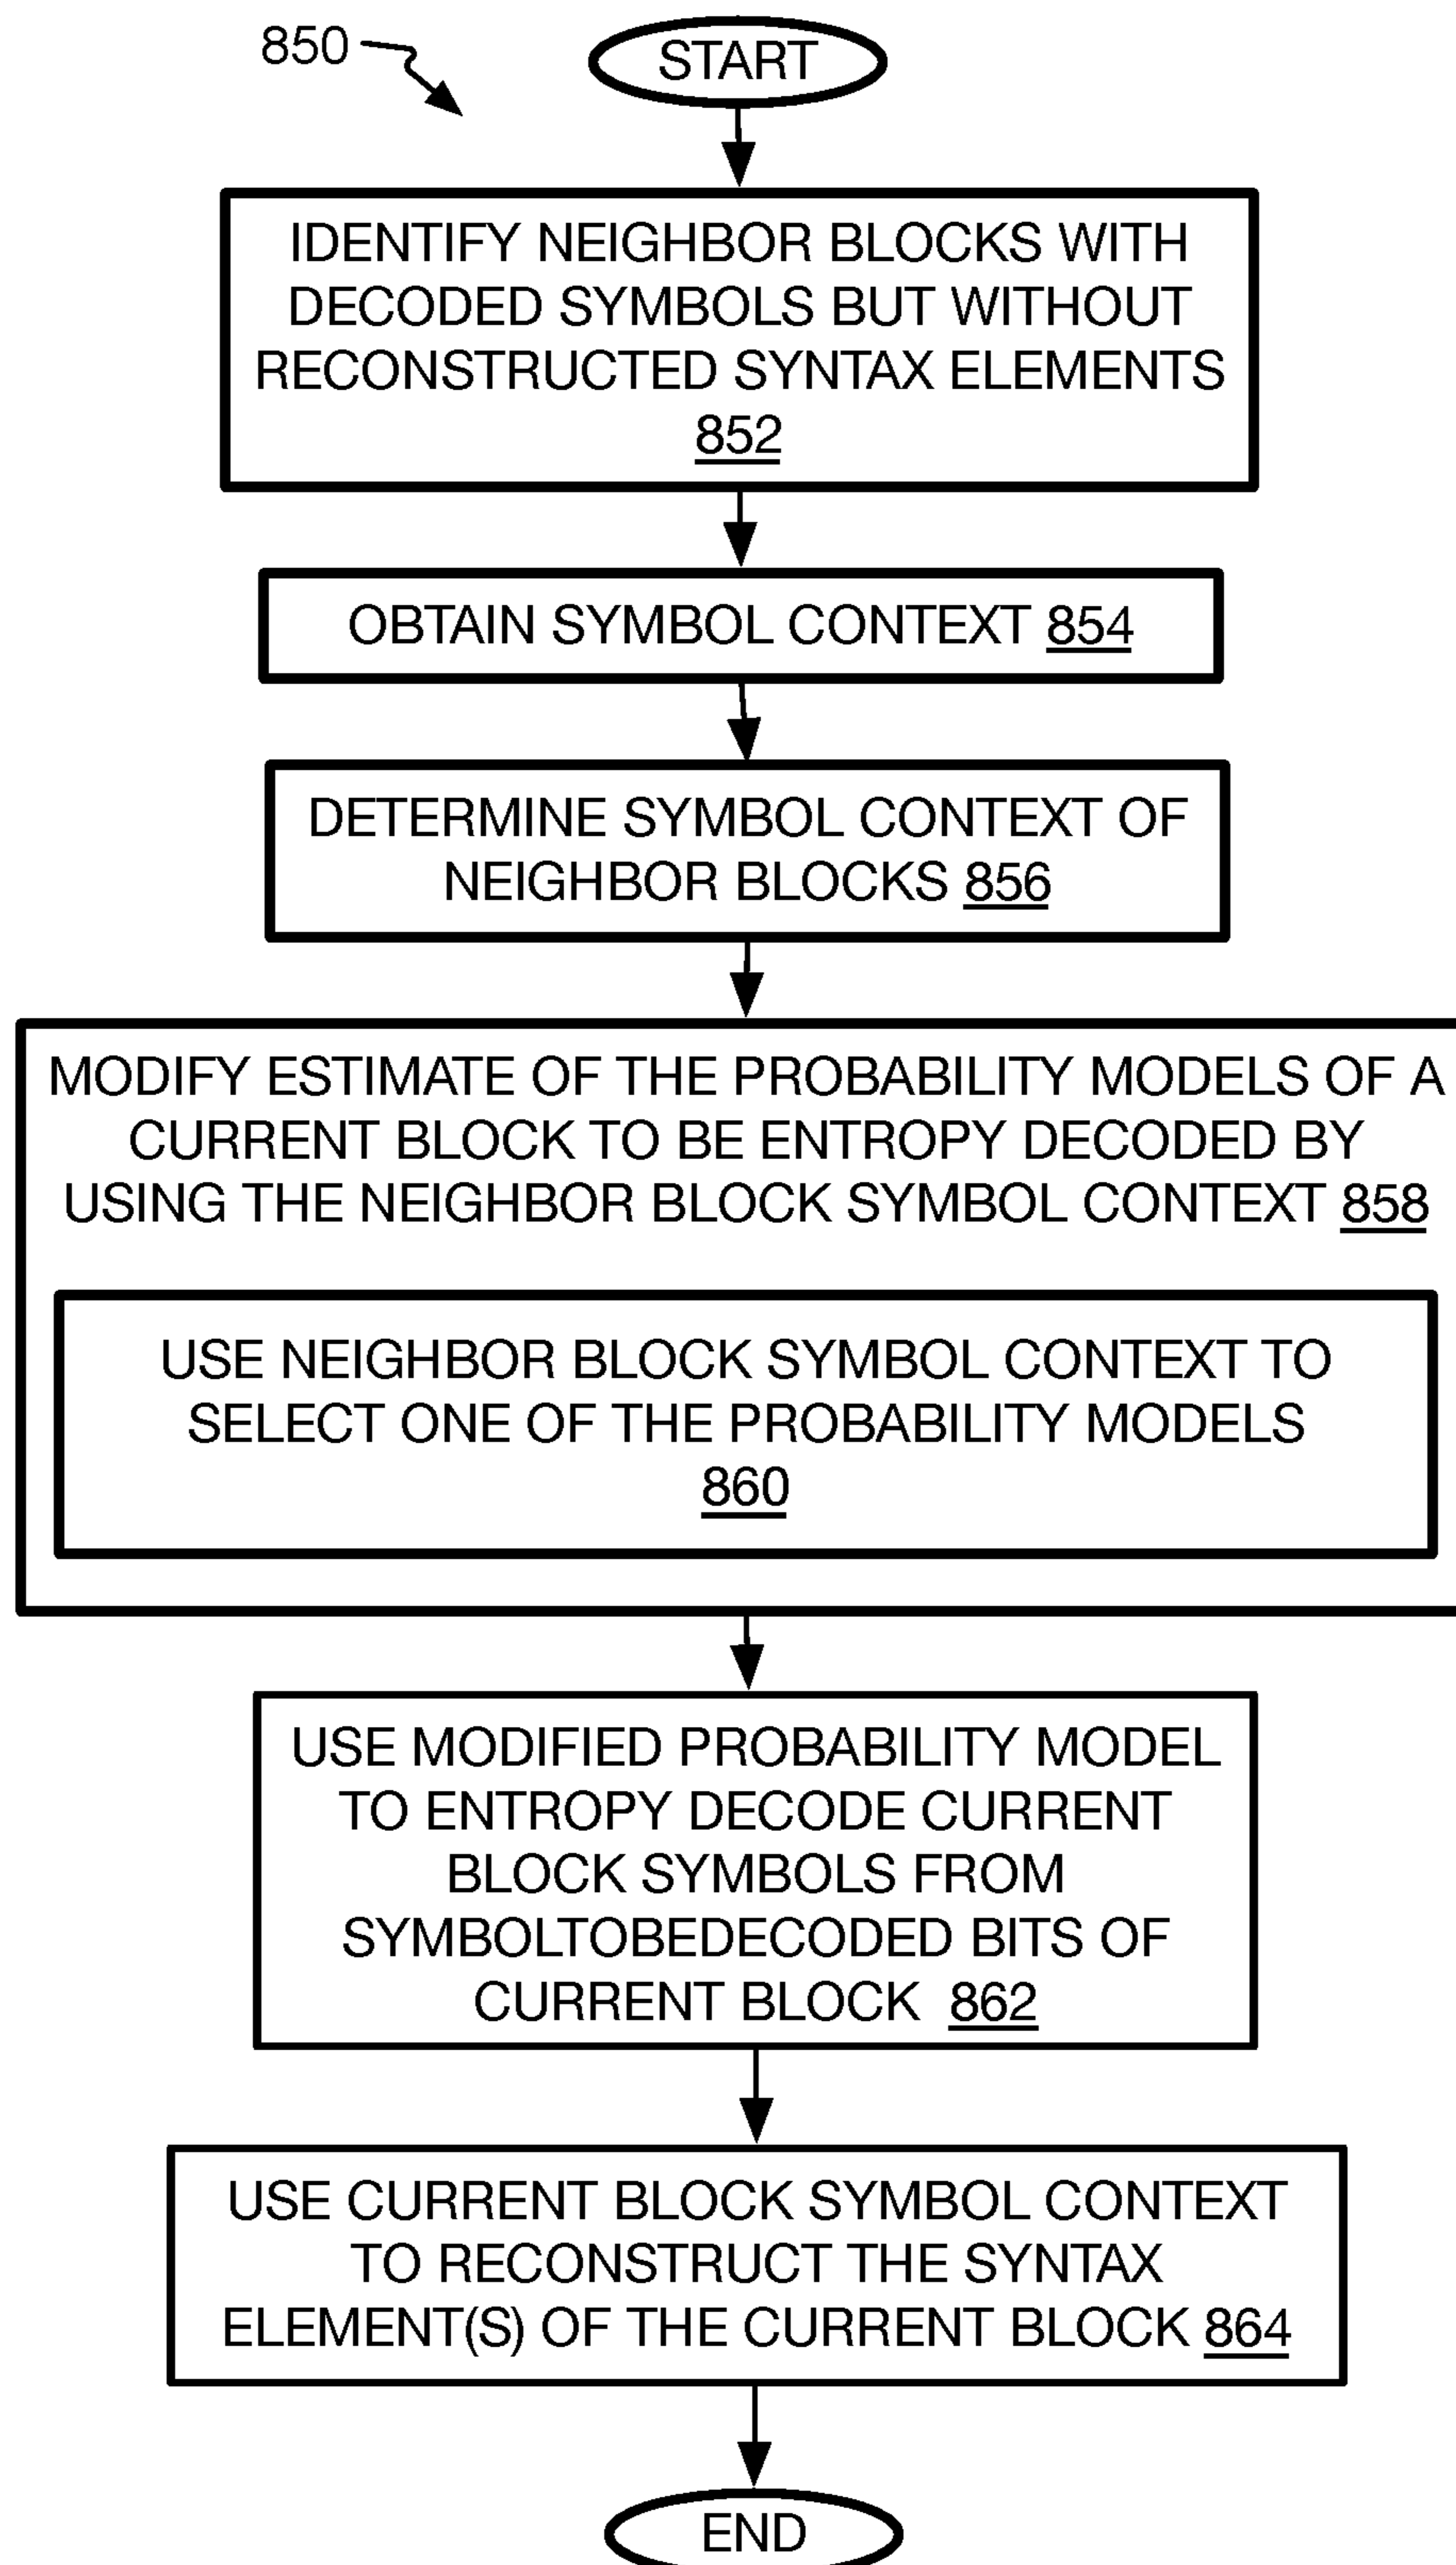 850
START
IDENTIFY NEIGHBOR BLOCKS WITH
DECODED SYMBOLS BUT WITHOUT
RECONSTRUCTED SYNTAX ELEMENTS
852
OBTAIN SYMBOL CONTEXT 854
DETERMINE SYMBOL CONTEXT OF
NEIGHBOR BLOCKS 856
MODIFY ESTIMATE OF THE PROBABILITY MODELS OF A
CURRENT BLOCK TO BE ENTROPY DECODED BY
USING THE NEIGHBOR BLOCK SYMBOL CONTEXT 858
USE NEIGHBOR BLOCK SYMBOL CONTEXT TO
SELECT ONE OF THE PROBABILITY MODELS
860
USE MODIFIED PROBABILITY MODEL
TO ENTROPY DECODE CURRENT
BLOCK SYMBOLS FROM
SYMBOLTOBEDECODED BITS OF
CURRENT BLOCK 862
USE CURRENT BLOCK SYMBOL CONTEXT
TO RECONSTRUCT THE SYNTAX
ELEMENT(S) OF THE CURRENT BLOCK 864
END